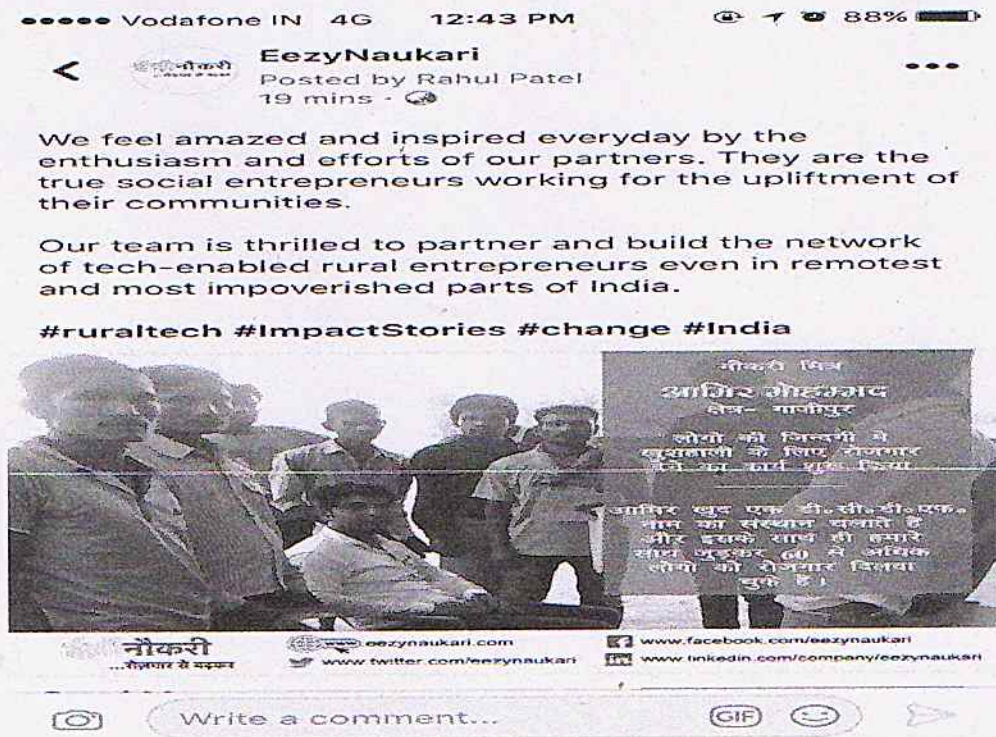 Vodafone IN 4G 12:43 PM 88%
नौकरी
EezyNaukari
Posted by Rahul Patel
19 mins ·
We feel amazed and inspired everyday by the
enthusiasm and efforts of our partners. They are the
true social entrepreneurs working for the upliftment of
their communities.
Our team is thrilled to partner and build the network
of tech-enabled rural entrepreneurs even in remotest
and most impoverished parts of India.
#ruraltech #ImpactStories #change #India
नौकरी मित्र
आमिर मोहम्मद
क्षेत्र- गाजीपुर
लोगो की जिन्दगी मे
खुशहाली के लिए रोजगार
देने का कार्य शुरू किया
आमिर खुद एक डी॰सी॰डी॰एफ॰
नाम का संस्थान चलाते है
और इसके साथ ही हमारे
साथ जुड़कर 60 से अधिक
लोगो को रोजगार दिलवा
चुके है।
नौकरी
...रोज़गार से बढ़कर
eezynaukari.com
www.twitter.com/eezynaukari
www.facebook.com/eezynaukari
www.linkedin.com/company/eezynaukari
Write a comment...
GIF